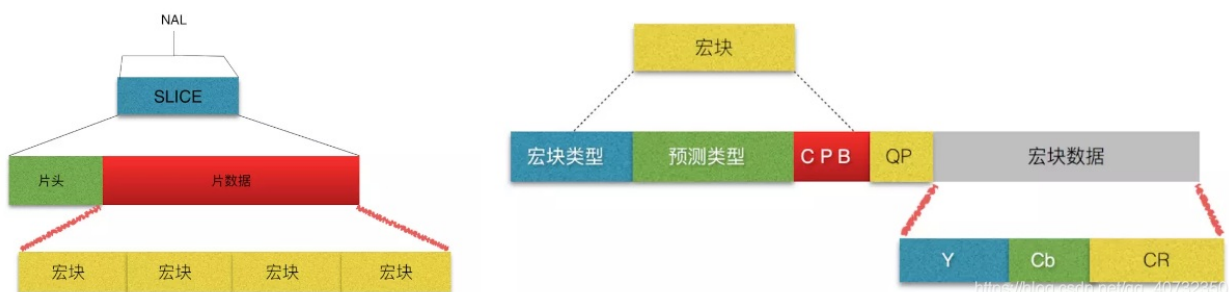 NAL
SLICE
片头
片数据
宏块 宏块 宏块 宏块
宏块
宏块类型 预测类型 C P B QP 宏块数据
Y Cb CR